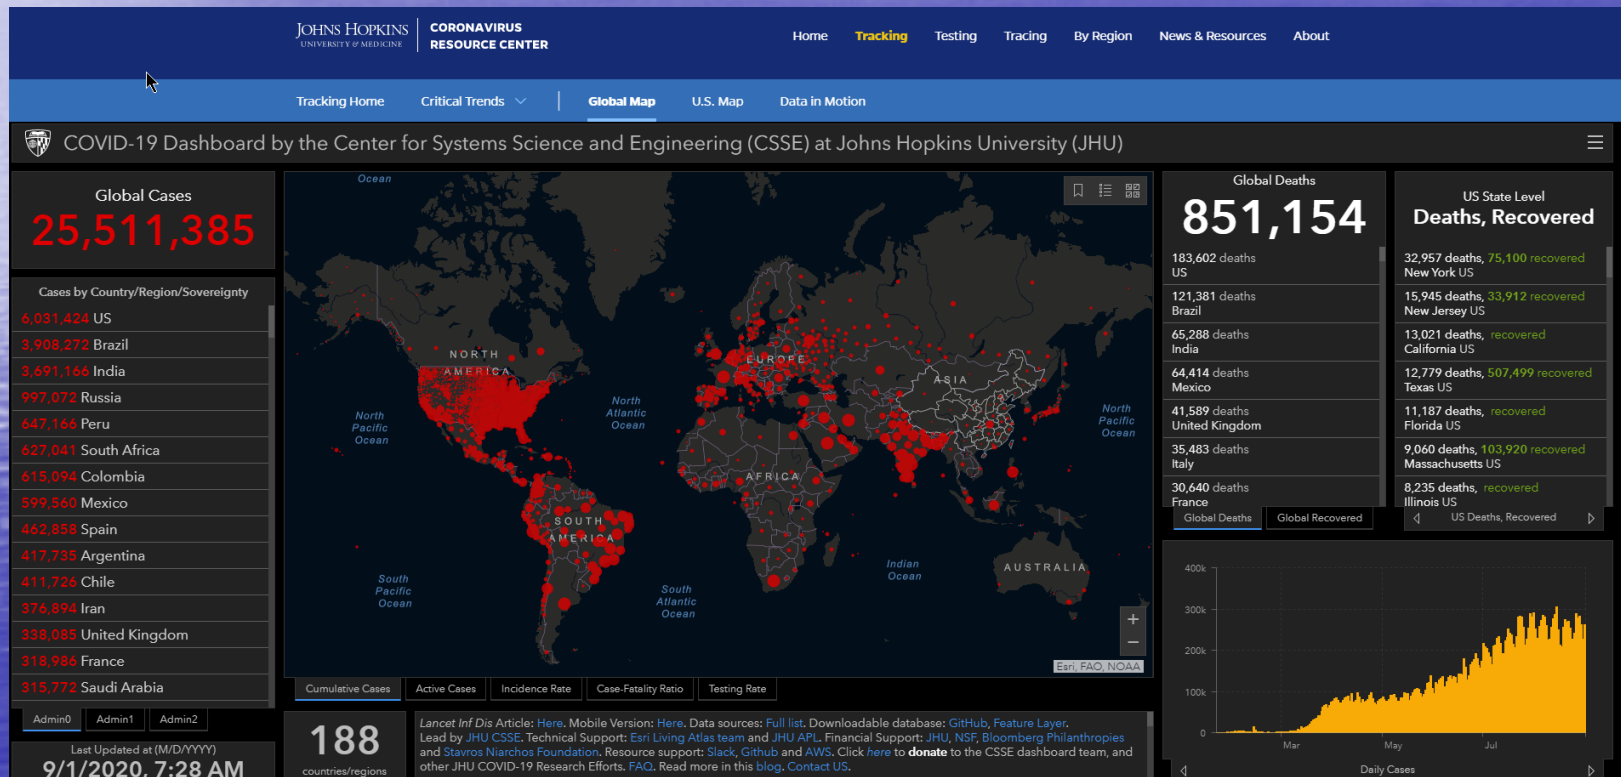 JOHNS HOPKINS
UNIVERSITY & MEDICINE
CORONAVIRUS
RESOURCE CENTER
Home
Tracking
Testing
Tracing
By Region
News & Resources
About
Tracking Home
Critical Trends
Global Map
U.S. Map
Data in Motion
COVID-19 Dashboard by the Center for Systems Science and Engineering (CSSE) at Johns Hopkins University (JHU)
Global Cases
25,511,385
Cases by Country/Region/Sovereignty
6,031,424 US
3,908,272 Brazil
3,691,166 India
997,072 Russia
647,166 Peru
627,041 South Africa
615,094 Colombia
599,560 Mexico
462,858 Spain
417,735 Argentina
411,726 Chile
376,894 Iran
338,085 United Kingdom
318,986 France
315,772 Saudi Arabia
Admin0
Admin1
Admin2
Last Updated at (M/D/YYYY)
9/1/2020, 7:28 AM
Ocean
NORTH
AMERICA
EUROPE
ASIA
North
Pacific
Ocean
North
Atlantic
Ocean
North
Pacific
Ocean
AFRICA
SOUTH
AMERICA
South
Pacific
Ocean
South
Atlantic
Ocean
Indian
Ocean
AUSTRALIA
+
−
Esri, FAO, NOAA
Cumulative Cases
Active Cases
Incidence Rate
Case-Fatality Ratio
Testing Rate
188
countries/regions
Lancet Inf Dis Article: Here. Mobile Version: Here. Data sources: Full list. Downloadable database: GitHub, Feature Layer.
Lead by JHU CSSE. Technical Support: Esri Living Atlas team and JHU APL. Financial Support: JHU, NSF, Bloomberg Philanthropies
and Stavros Niarchos Foundation. Resource support: Slack, Github and AWS. Click here to donate to the CSSE dashboard team, and
other JHU COVID-19 Research Efforts. FAQ. Read more in this blog. Contact US.
Global Deaths
851,154
183,602 deaths
US
121,381 deaths
Brazil
65,288 deaths
India
64,414 deaths
Mexico
41,589 deaths
United Kingdom
35,483 deaths
Italy
30,640 deaths
France
Global Deaths
Global Recovered
US State Level
Deaths, Recovered
32,957 deaths, 75,100 recovered
New York US
15,945 deaths, 33,912 recovered
New Jersey US
13,021 deaths, recovered
California US
12,779 deaths, 507,499 recovered
Texas US
11,187 deaths, recovered
Florida US
9,060 deaths, 103,920 recovered
Massachusetts US
8,235 deaths, recovered
Illinois US
US Deaths, Recovered
400k
300k
200k
100k
0
Mar
May
Jul
Daily Cases